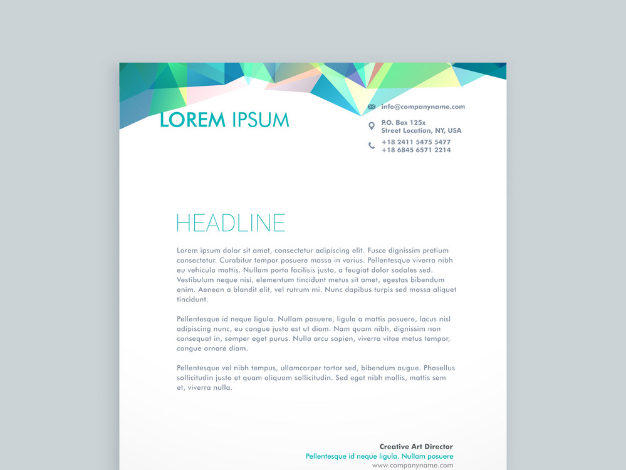 LOREM IPSUM
info@companyname.com
P.O. Box 125x
Street Location, NY, USA
+18 2411 5475 5477
+18 6845 6571 2214
HEADLINE
Lorem ipsum dolor sit amet, consectetur adipiscing elit. Fusce dignissim pretium
consectetur. Curabitur tempor posuere massa in varius. Pellentesque viverra nibh
eu vehicula mattis. Nullam porta facilisis justo, a feugiat dolor sodales sed.
Vestibulum neque nisi, elementum tincidunt metus sit amet, egestas bibendum
enim. Aenean a blandit elit, vel rutrum mi. Nunc dapibus turpis sed massa aliquet
tincidunt.
Pellentesque id neque ligula. Nullam posuere, ligula a mattis posuere, lacus nisl
adipiscing nunc, eu congue justo est ut diam. Nam quam nibh, dignissim non
consequat in, semper eget purus. Nulla arcu sapien, viverra vitae metus tempor,
congue ornare diam.
Pellentesque vel nibh tempus, ullamcorper tortor sed, bibendum augue. Phasellus
sollicitudin justo et quam aliquam sollicitudin. Sed eget nibh mollis, mattis sem
et, viverra nulla.
Creative Art Director
Pellentesque id neque ligula. Nullam posuere
www.companyname.com